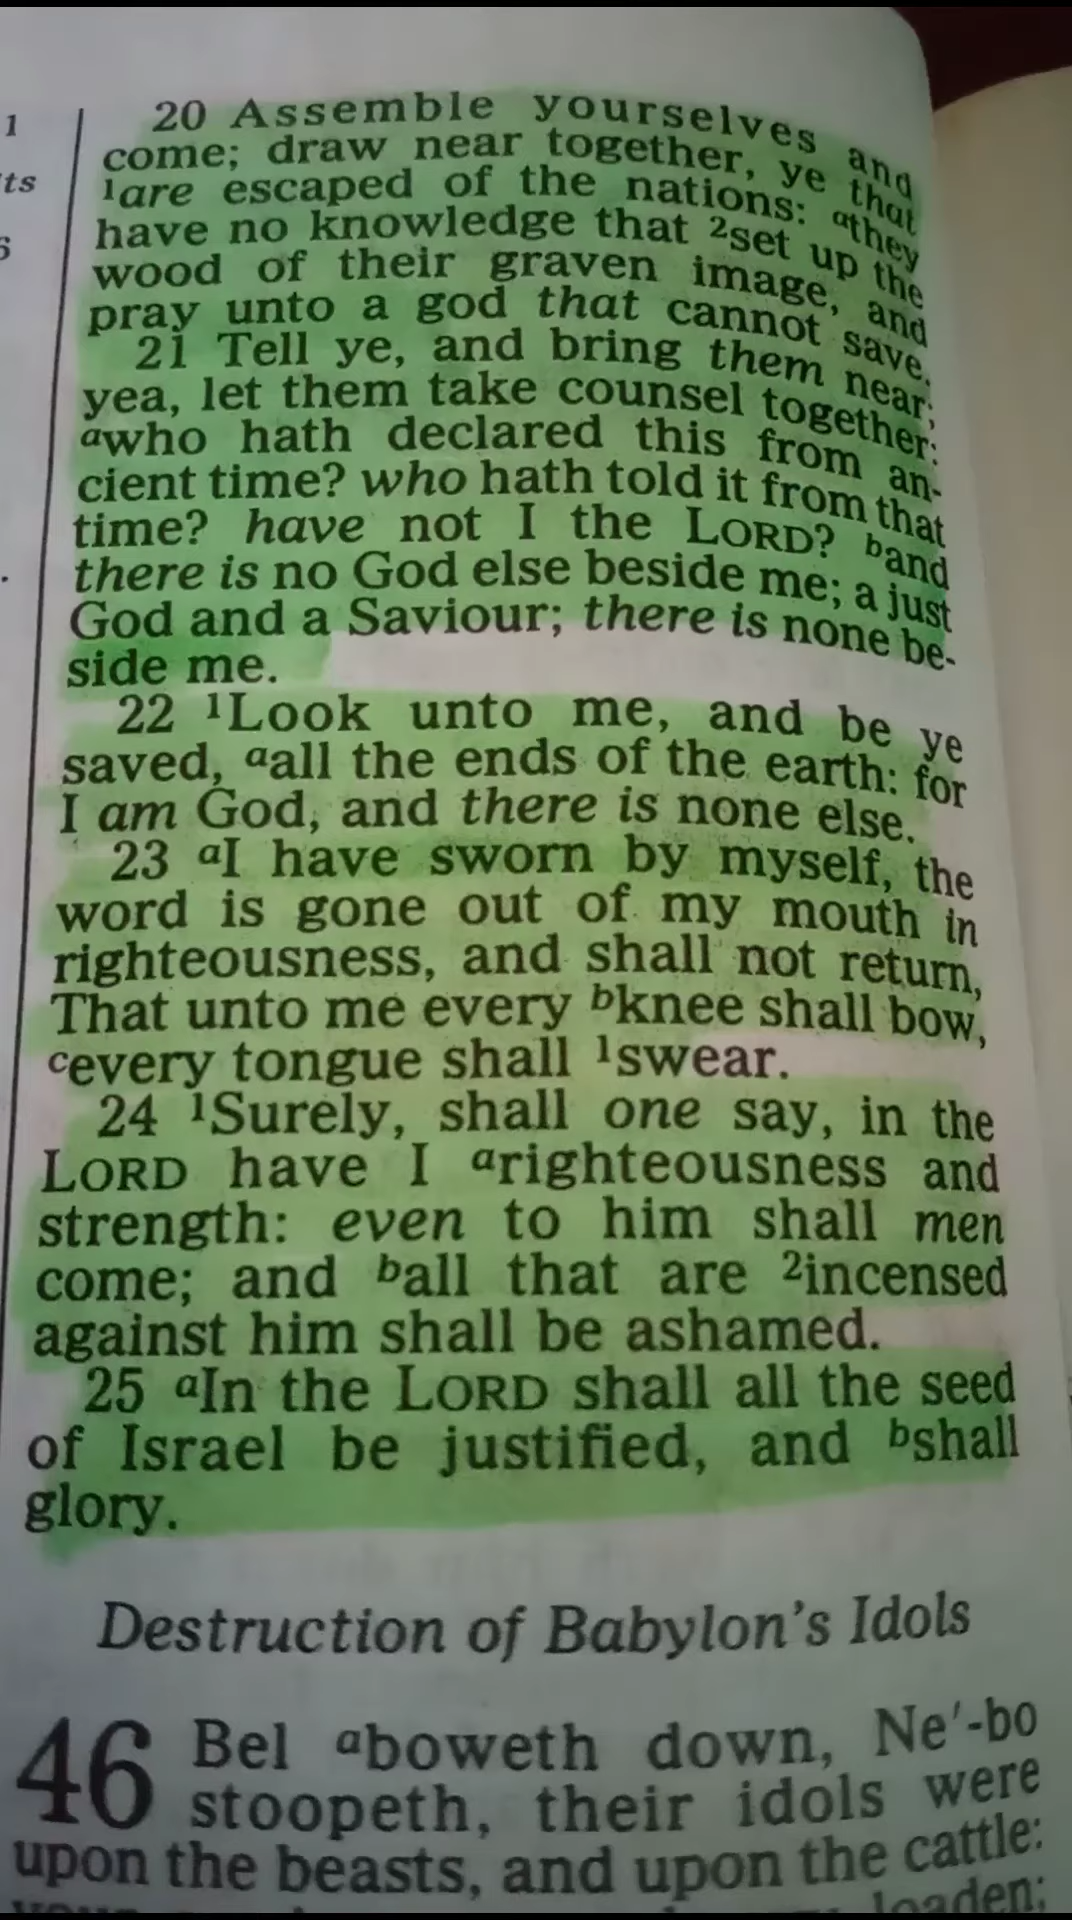 1
ts
20 Assemble yourselves and
come; draw near together, ye that
1are escaped of the nations: athey
have no knowledge that 2set up the
wood of their graven image, and
pray unto a god that cannot save.
21 Tell ye, and bring them near;
yea, let them take counsel together:
awho hath declared this from an-
cient time? who hath told it from that
time? have not I the LORD? band
there is no God else beside me; a just
God and a Saviour; there is none be-
side me.
22 1Look unto me, and be ye
saved, aall the ends of the earth: for
I am God, and there is none else.
23 aI have sworn by myself, the
word is gone out of my mouth in
righteousness, and shall not return,
That unto me every bknee shall bow,
cevery tongue shall 1swear.
24 1Surely, shall one say, in the
LORD have I arighteousness and
strength: even to him shall men
come; and ball that are 2incensed
against him shall be ashamed.
25 aIn the LORD shall all the seed
of Israel be justified, and bshall
glory.
Destruction of Babylon's Idols
46 Bel aboweth down, Ne'-bo
stoopeth, their idols were
upon the beasts, and upon the cattle:
loaden;